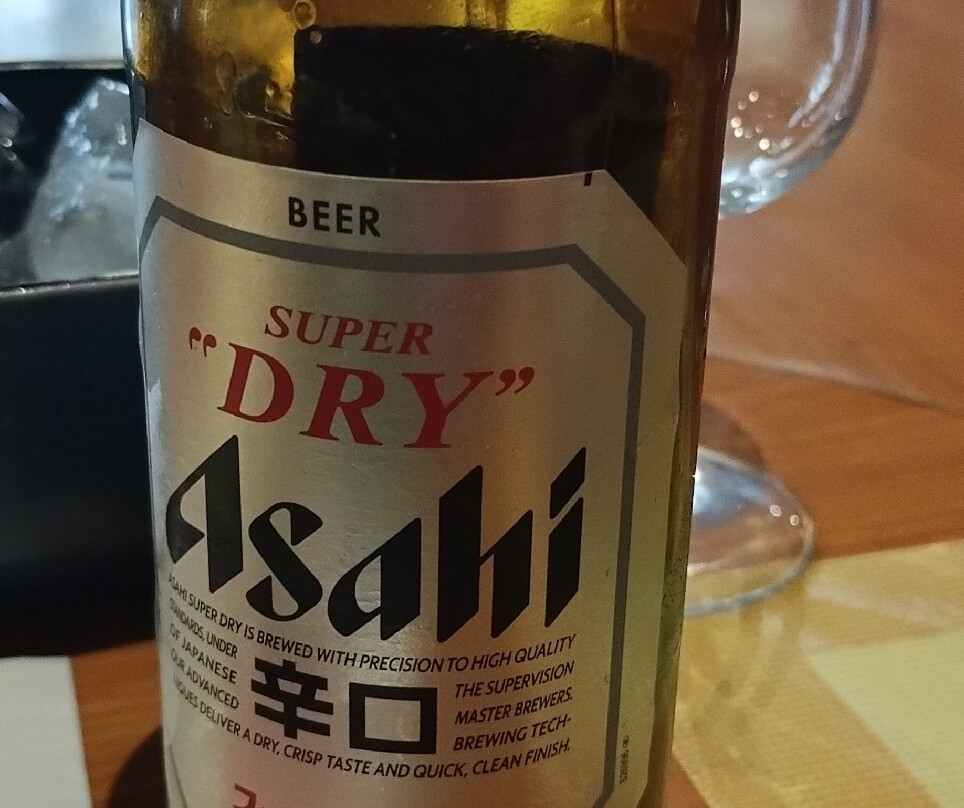 BEER
SUPER
“DRY”
Asahi
ASAHI SUPER DRY IS BREWED WITH PRECISION TO HIGH QUALITY
STANDARDS, UNDER 辛口 THE SUPERVISION
OF JAPANESE MASTER BREWERS.
OUR ADVANCED BREWING TECH-
NIQUES DELIVER A DRY, CRISP TASTE AND QUICK, CLEAN FINISH.